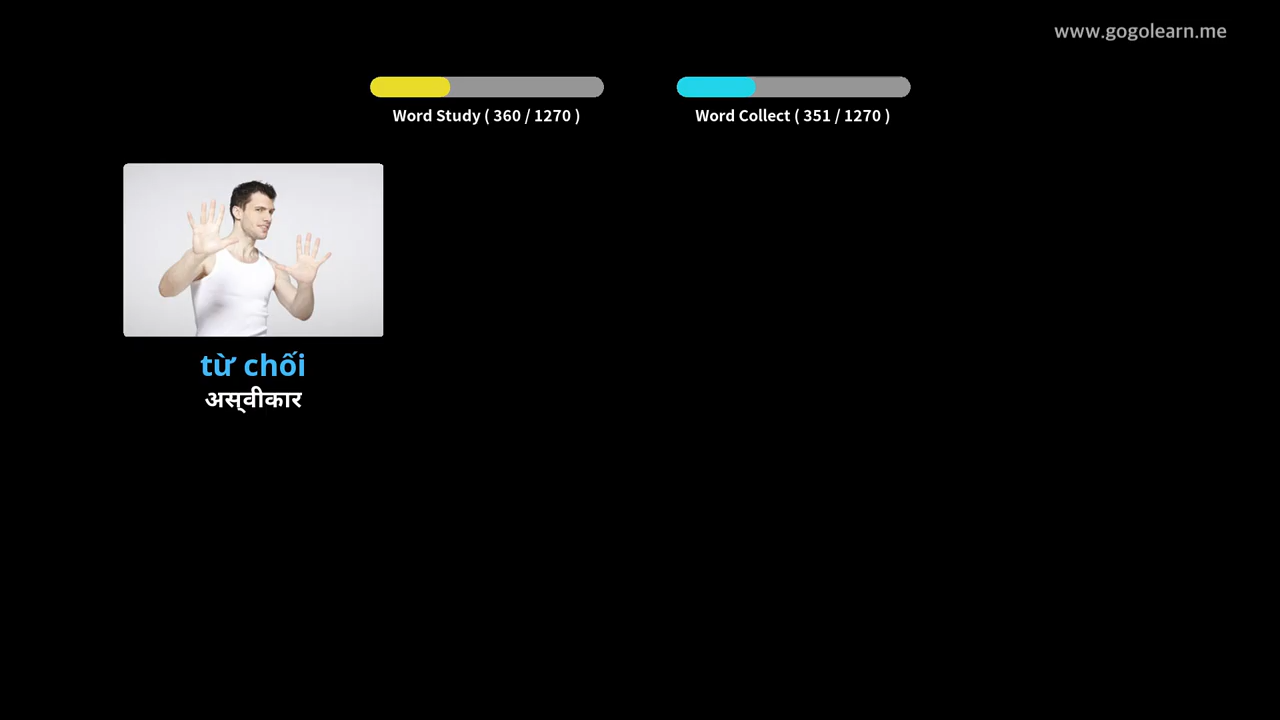 www.gogolearn.me
Word Study ( 360 / 1270 )
Word Collect ( 351 / 1270 )
từ chối
अस्वीकार